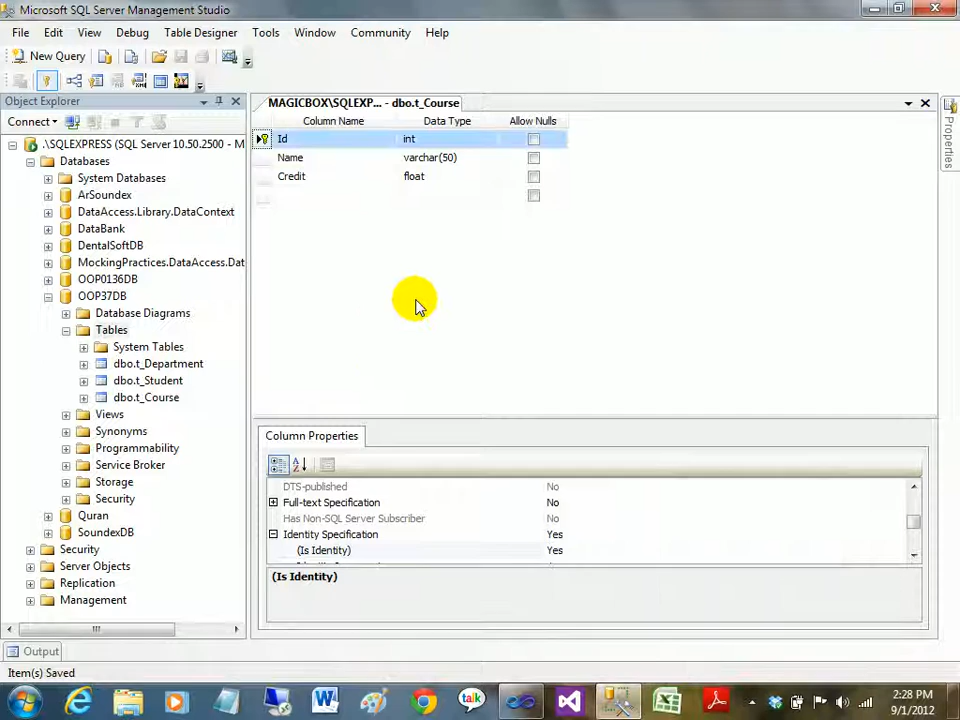 Microsoft SQL Server Management Studio
File Edit View Debug Table Designer Tools Window Community Help
New Query
Object Explorer
MAGICBOX\SQLEXP... - dbo.t_Course
Connect
Column Name Data Type Allow Nulls
Id int
Name varchar(50)
Credit float
.\SQLEXPRESS (SQL Server 10.50.2500 - M
Databases
System Databases
ArSoundex
DataAccess.Library.DataContext
DataBank
DentalSoftDB
MockingPractices.DataAccess.Dat
OOP0136DB
OOP37DB
Database Diagrams
Tables
System Tables
dbo.t_Department
dbo.t_Student
dbo.t_Course
Views
Synonyms
Programmability
Service Broker
Storage
Security
Quran
SoundexDB
Security
Server Objects
Replication
Management
Properties
Column Properties
DTS-published No
Full-text Specification No
Has Non-SQL Server Subscriber No
Identity Specification Yes
(Is Identity) Yes
(Is Identity)
Output
Item(s) Saved
talk
2:28 PM
9/1/2012